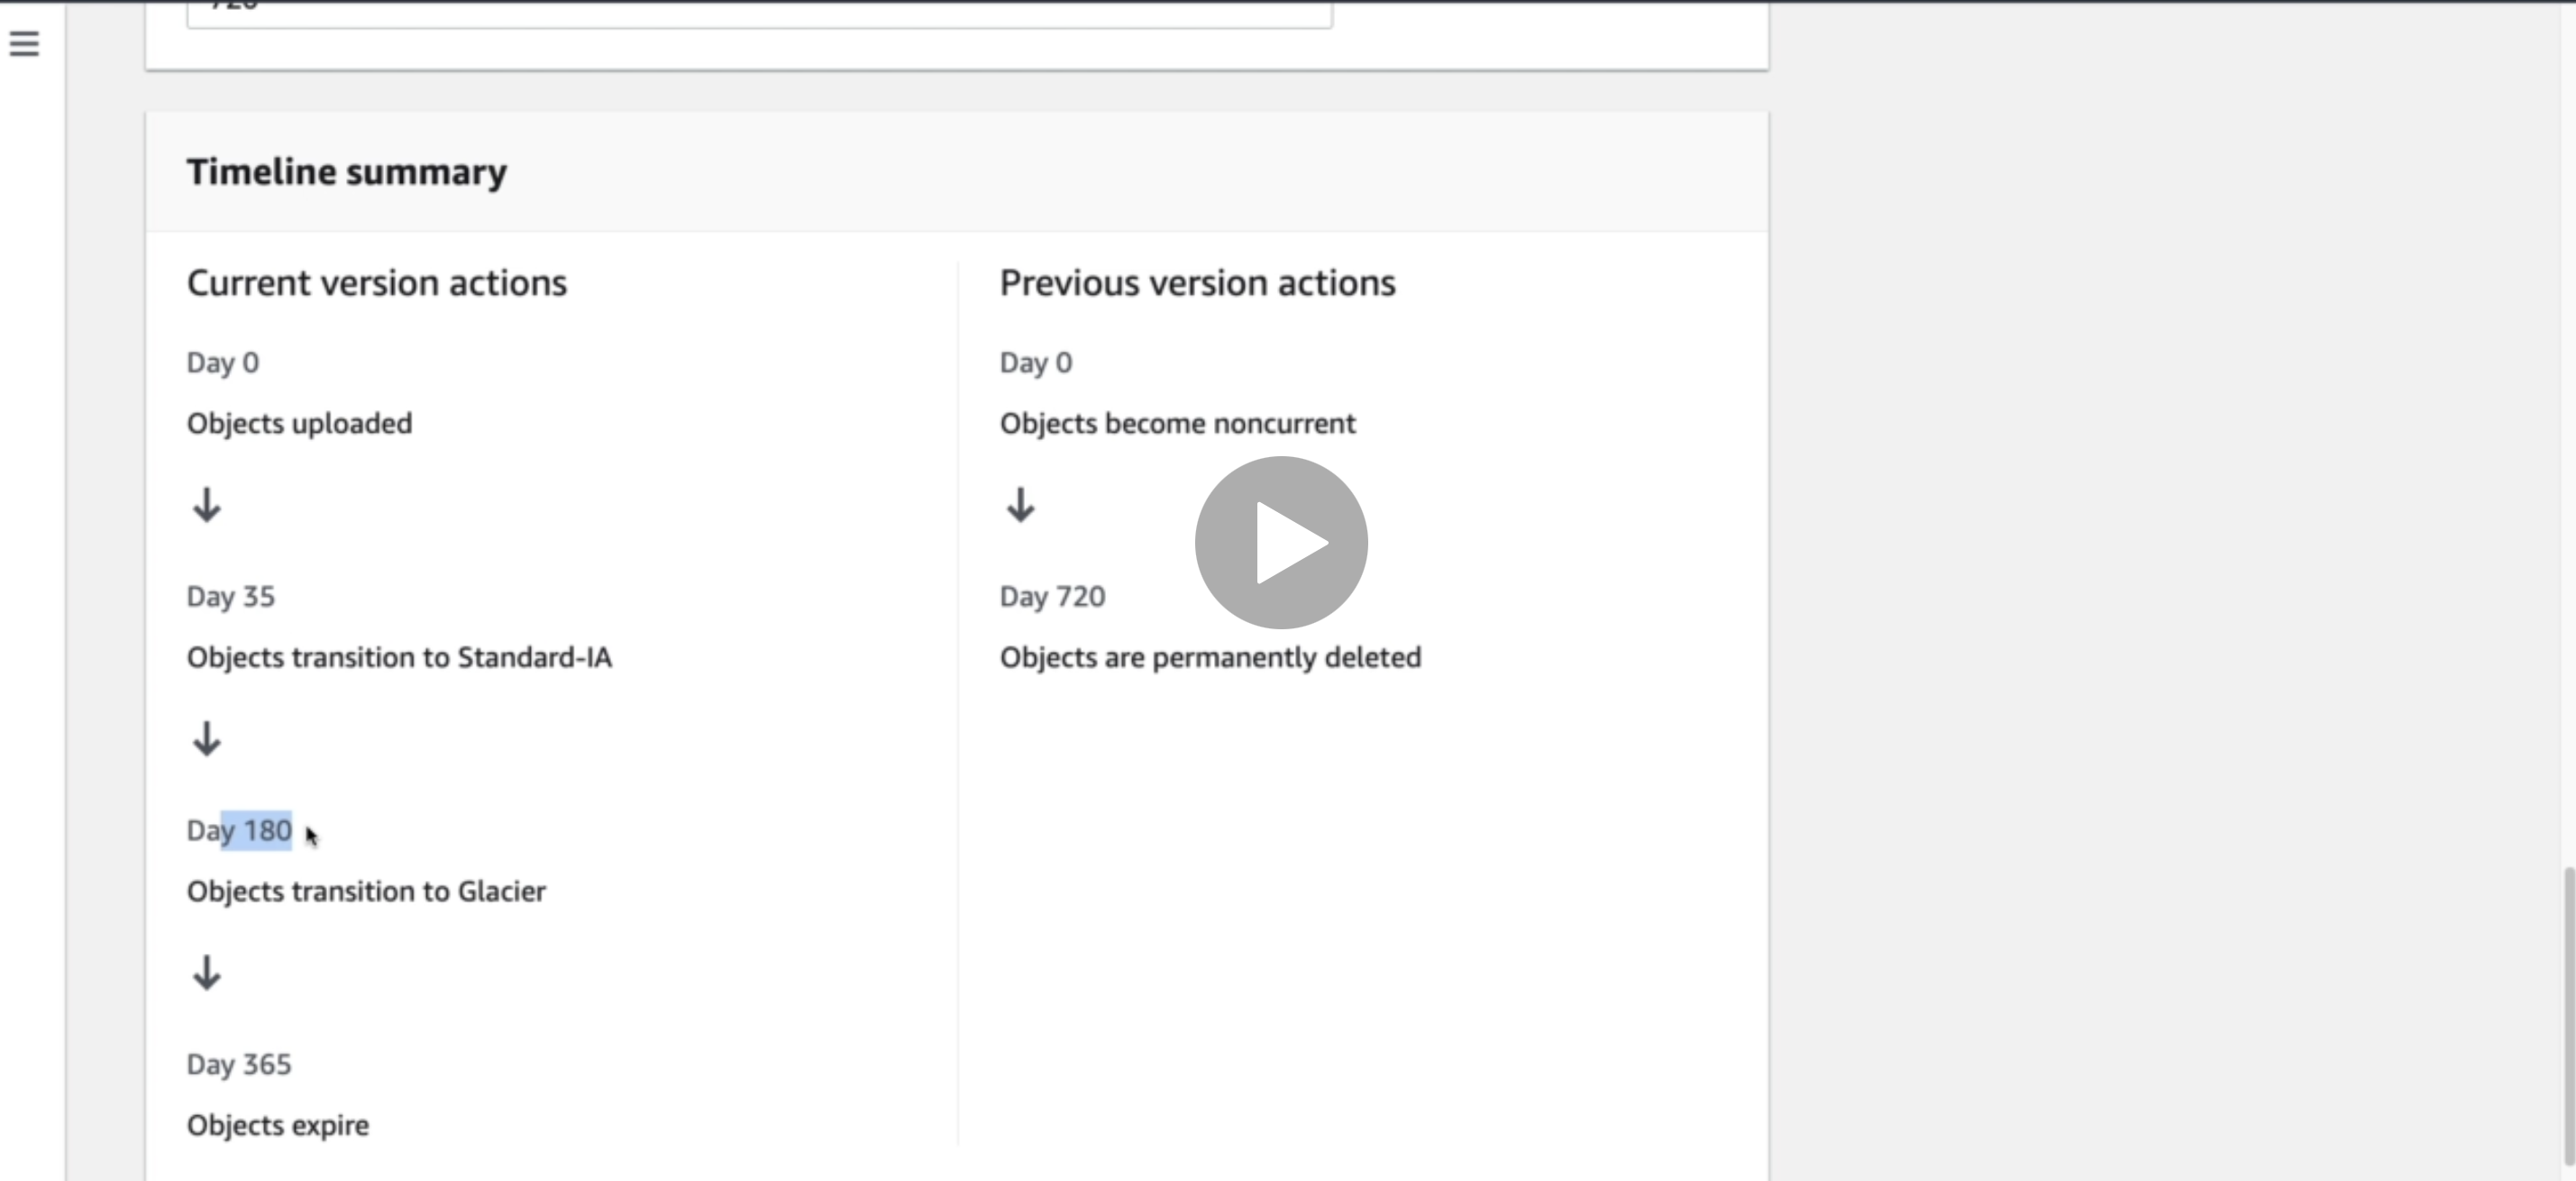 Timeline summary
Current version actions
Day 0
Objects uploaded
Day 35
Objects transition to Standard-IA
Day 180
Objects transition to Glacier
Day 365
Objects expire
Previous version actions
Day 0
Objects become noncurrent
Day 720
Objects are permanently deleted